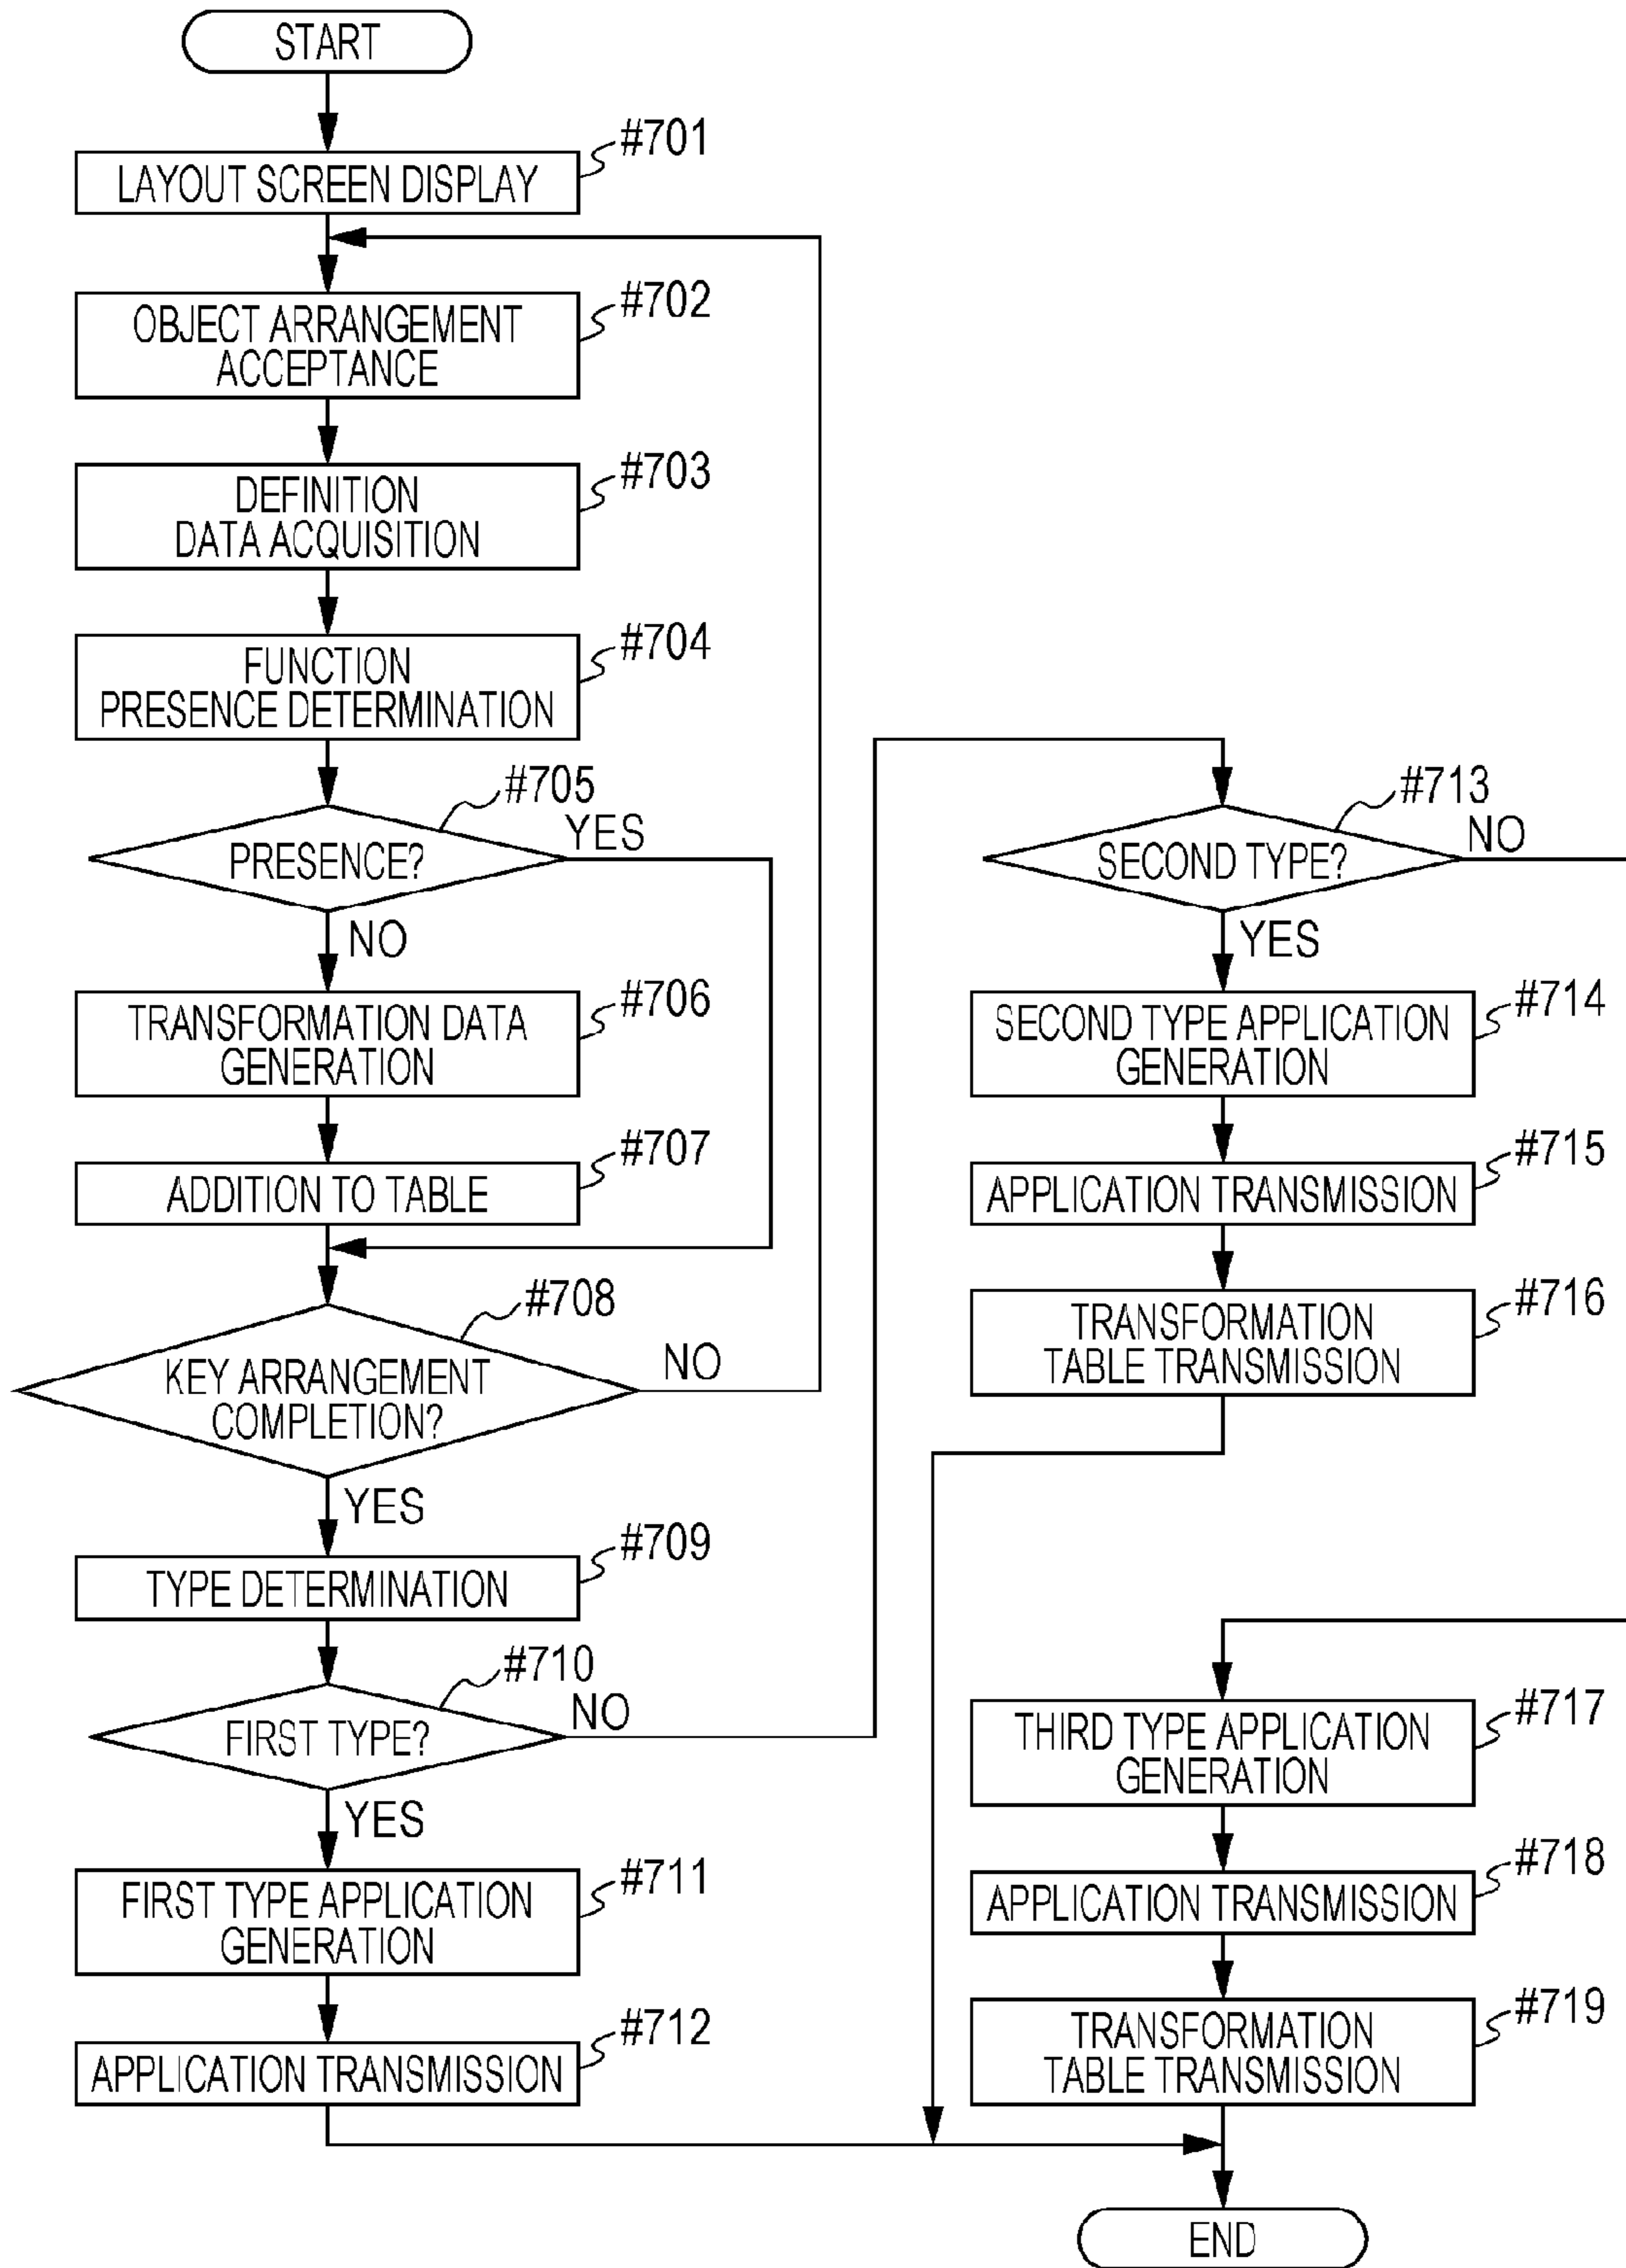 START
#701
LAYOUT SCREEN DISPLAY
#702
OBJECT ARRANGEMENT
ACCEPTANCE
#703
DEFINITION
DATA ACQUISITION
#704
FUNCTION
PRESENCE DETERMINATION
#705
PRESENCE?
YES
NO
#706
TRANSFORMATION DATA
GENERATION
#707
ADDITION TO TABLE
#708
KEY ARRANGEMENT
COMPLETION?
NO
YES
#709
TYPE DETERMINATION
#710
FIRST TYPE?
NO
YES
#711
FIRST TYPE APPLICATION
GENERATION
#712
APPLICATION TRANSMISSION
#713
SECOND TYPE?
NO
YES
#714
SECOND TYPE APPLICATION
GENERATION
#715
APPLICATION TRANSMISSION
#716
TRANSFORMATION
TABLE TRANSMISSION
#717
THIRD TYPE APPLICATION
GENERATION
#718
APPLICATION TRANSMISSION
#719
TRANSFORMATION
TABLE TRANSMISSION
END